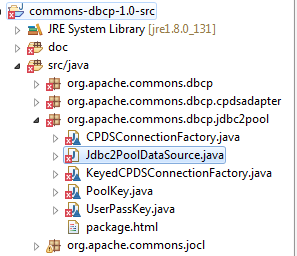 commons-dbcp-1.0-src
JRE System Library [jre1.8.0_131]
doc
src/java
org.apache.commons.dbcp
org.apache.commons.dbcp.cpdsadapter
org.apache.commons.dbcp.jdbc2pool
CPDSConnectionFactory.java
Jdbc2PoolDataSource.java
KeyedCPDSConnectionFactory.java
PoolKey.java
UserPassKey.java
package.html
org.apache.commons.jocl